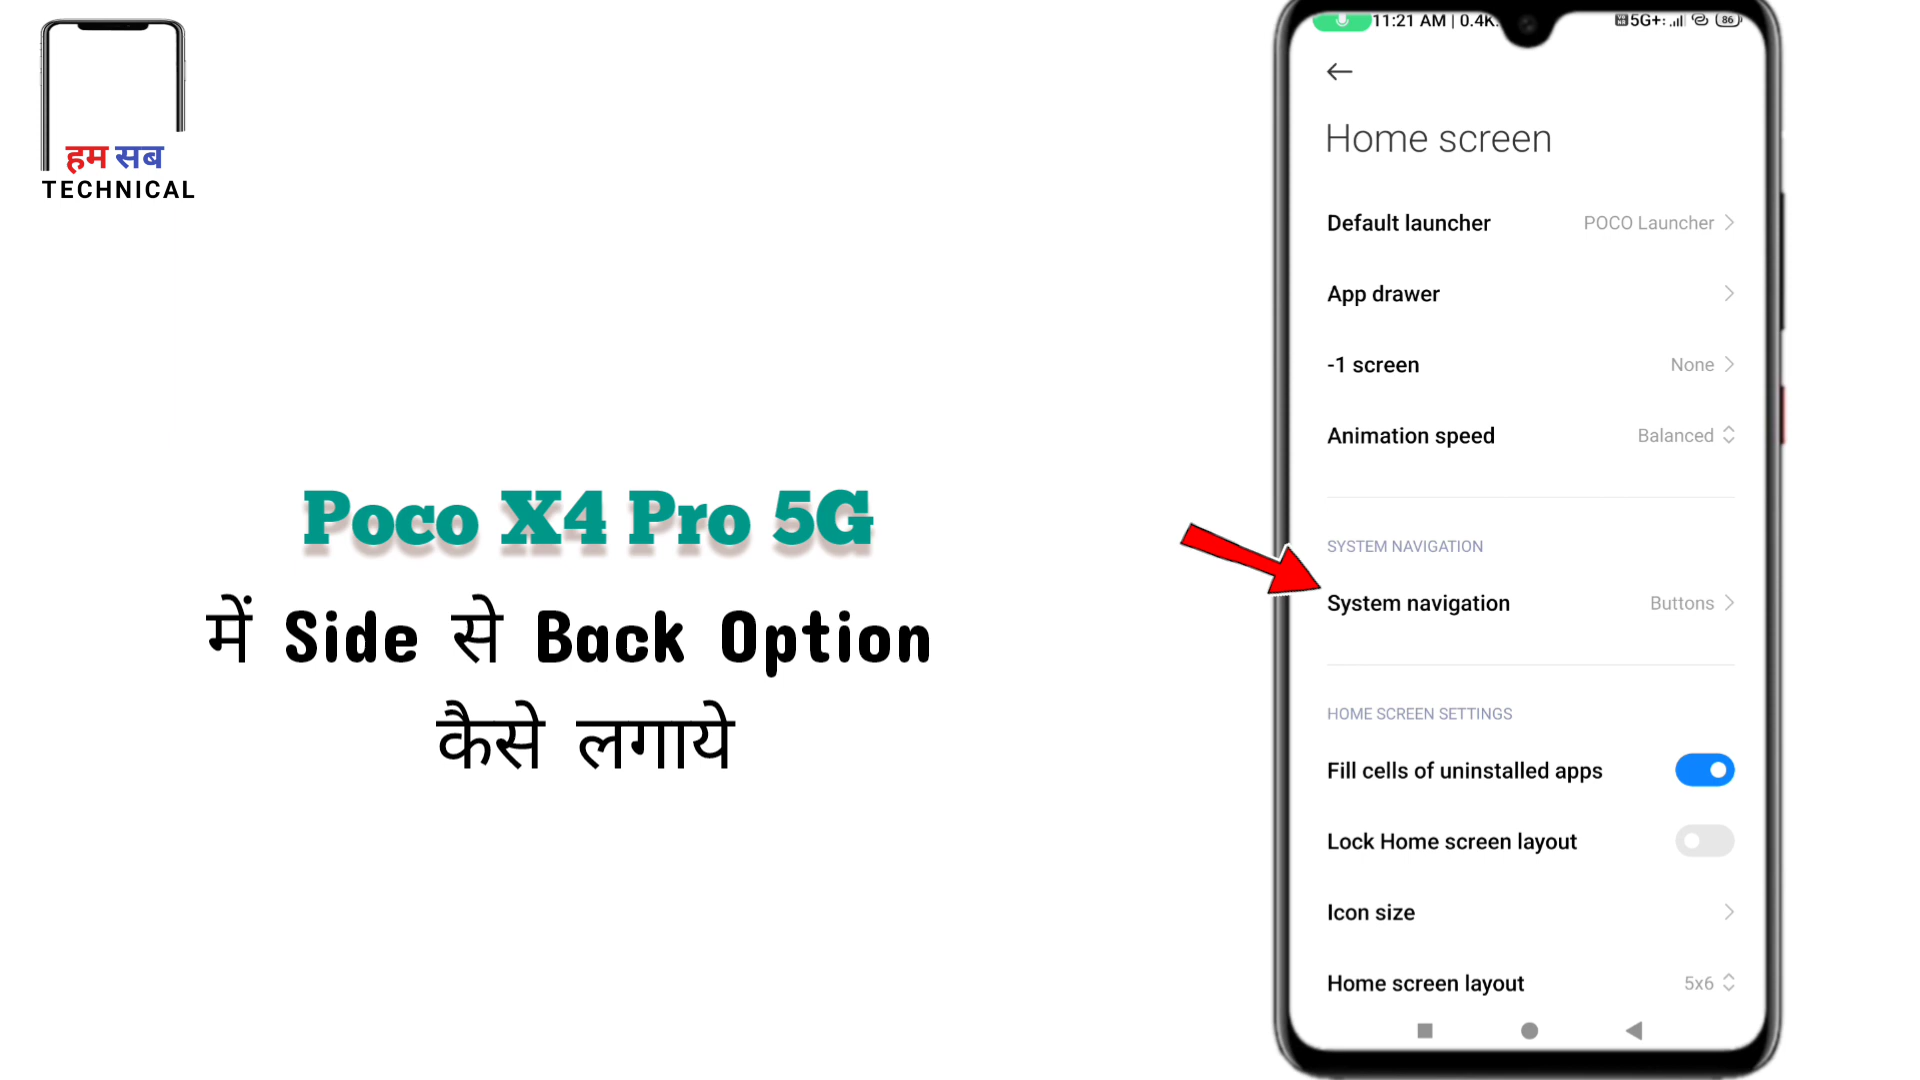 हम सब
TECHNICAL
Poco X4 Pro 5G
में Side से Back Option
कैसे लगाये
11:21 AM | 0.4K. 5G+ 86
Home screen
Default launcher POCO Launcher
App drawer
-1 screen None
Animation speed Balanced
SYSTEM NAVIGATION
System navigation Buttons
HOME SCREEN SETTINGS
Fill cells of uninstalled apps
Lock Home screen layout
Icon size
Home screen layout 5x6